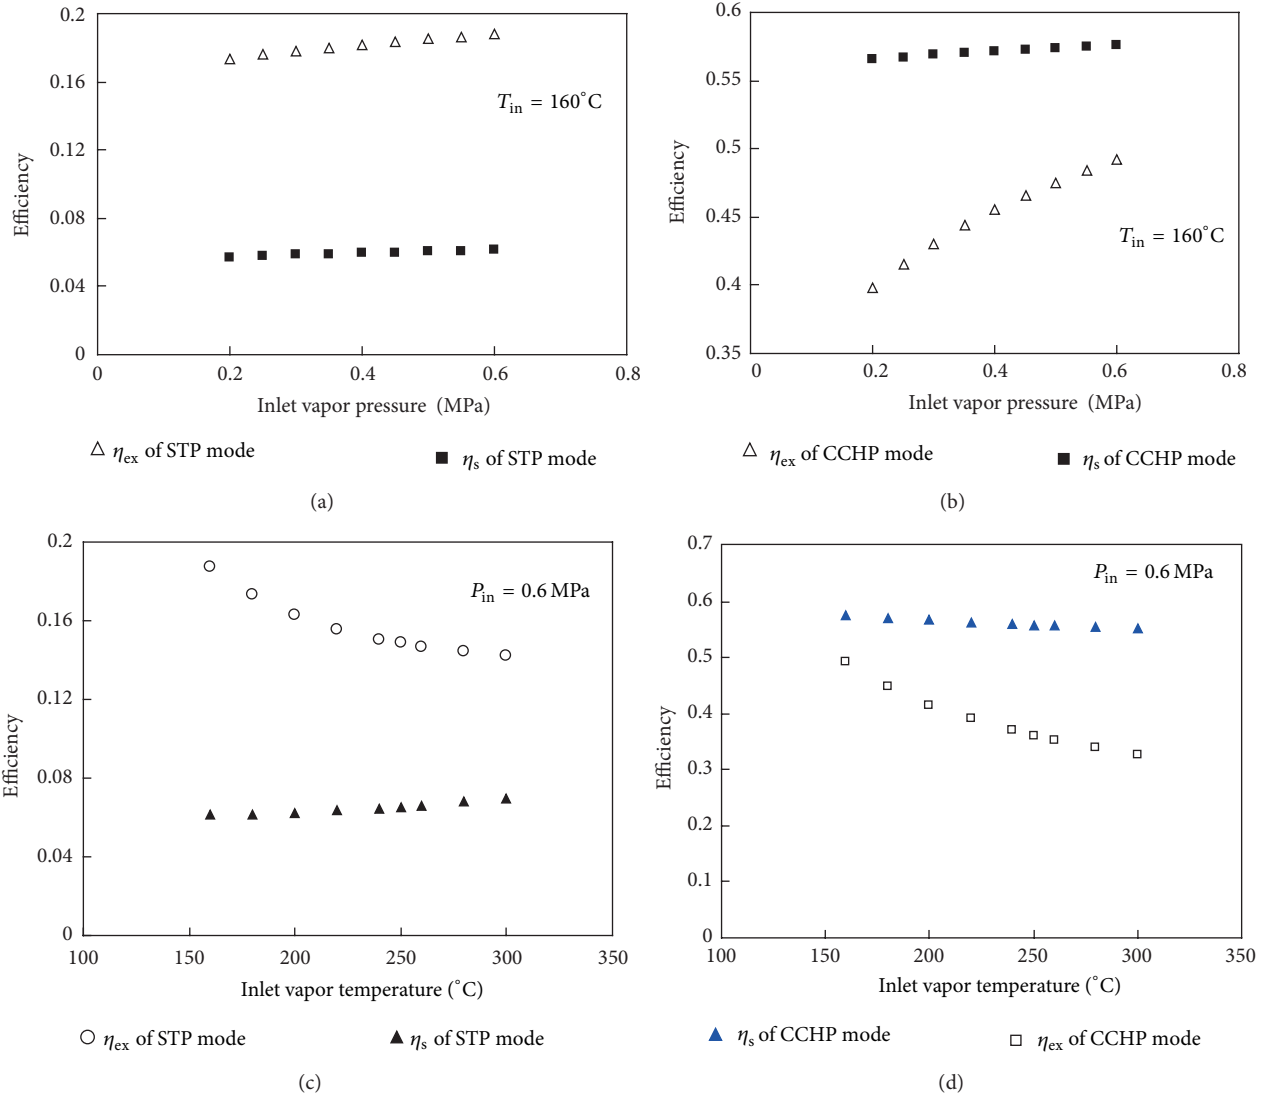 0.2
0.16
0.12
0.08
0.04
0
Efficiency
T_in = 160°C
0 0.2 0.4 0.6 0.8
Inlet vapor pressure (MPa)
η_ex of STP mode
η_s of STP mode
(a)
0.6
0.55
0.5
0.45
0.4
0.35
Efficiency
T_in = 160°C
0 0.2 0.4 0.6 0.8
Inlet vapor pressure (MPa)
η_ex of CCHP mode
η_s of CCHP mode
(b)
0.2
0.16
0.12
0.08
0.04
0
Efficiency
P_in = 0.6 MPa
100 150 200 250 300 350
Inlet vapor temperature (°C)
η_ex of STP mode
η_s of STP mode
(c)
0.7
0.6
0.5
0.4
0.3
0.2
0.1
0
Efficiency
P_in = 0.6 MPa
100 150 200 250 300 350
Inlet vapor temperature (°C)
η_s of CCHP mode
η_ex of CCHP mode
(d)